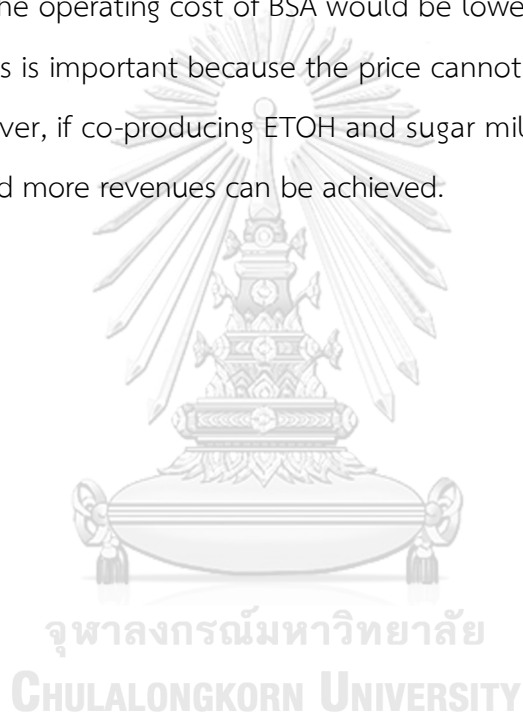 he operating cost of BSA would be lowe
s is important because the price cannot
ver, if co-producing ETOH and sugar mil
d more revenues can be achieved.
จุฬาลงกรณ์มหาวิทยาลัย
CHULALONGKORN UNIVERSITY